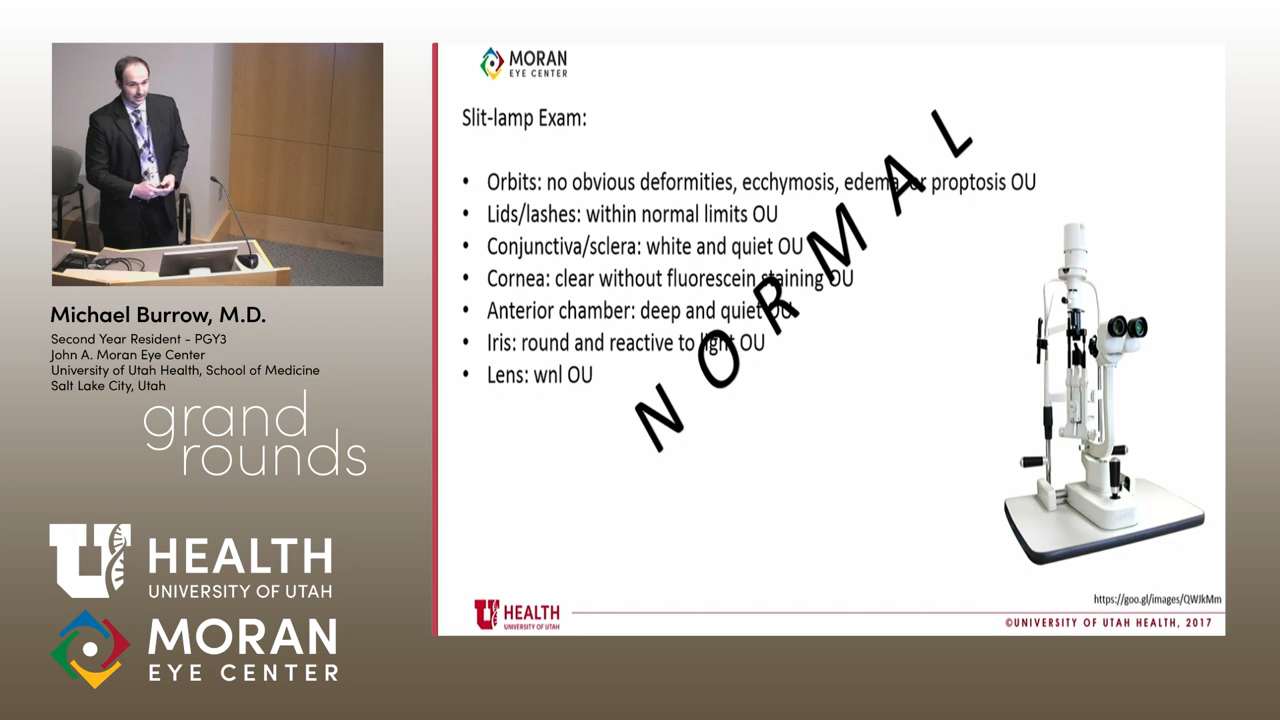 Michael Burrow, M.D.
Second Year Resident - PGY3
John A. Moran Eye Center
University of Utah Health, School of Medicine
Salt Lake City, Utah
grand
rounds
U HEALTH
UNIVERSITY OF UTAH
MORAN
EYE CENTER
MORAN
EYE CENTER
Slit-lamp Exam:
• Orbits: no obvious deformities, ecchymosis, edema, or proptosis OU
• Lids/lashes: within normal limits OU
• Conjunctiva/sclera: white and quiet OU
• Cornea: clear without fluorescein staining OU
• Anterior chamber: deep and quiet OU
• Iris: round and reactive to light OU
• Lens: wnl OU
NORMAL
https://goo.gl/images/QWJkMm
U HEALTH
UNIVERSITY OF UTAH
©UNIVERSITY OF UTAH HEALTH, 2017